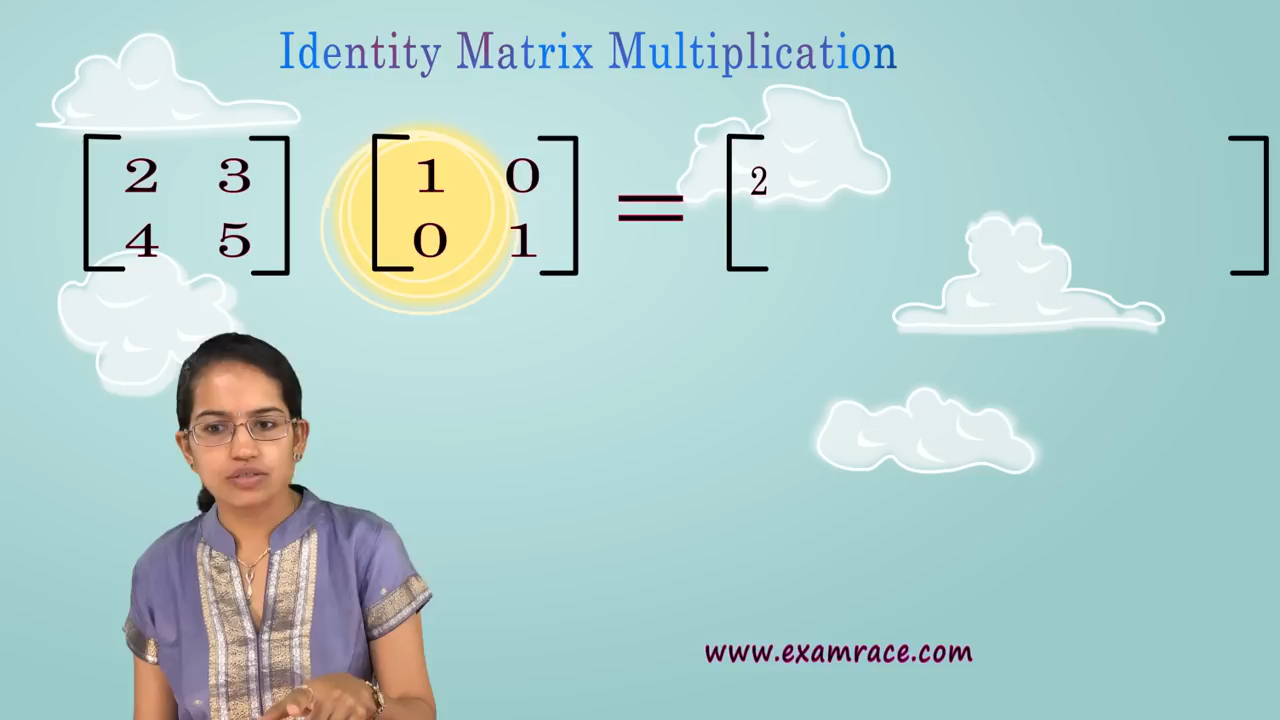 Identity Matrix Multiplication
2 3 1 0 = 2
4 5 0 1
www.examrace.com